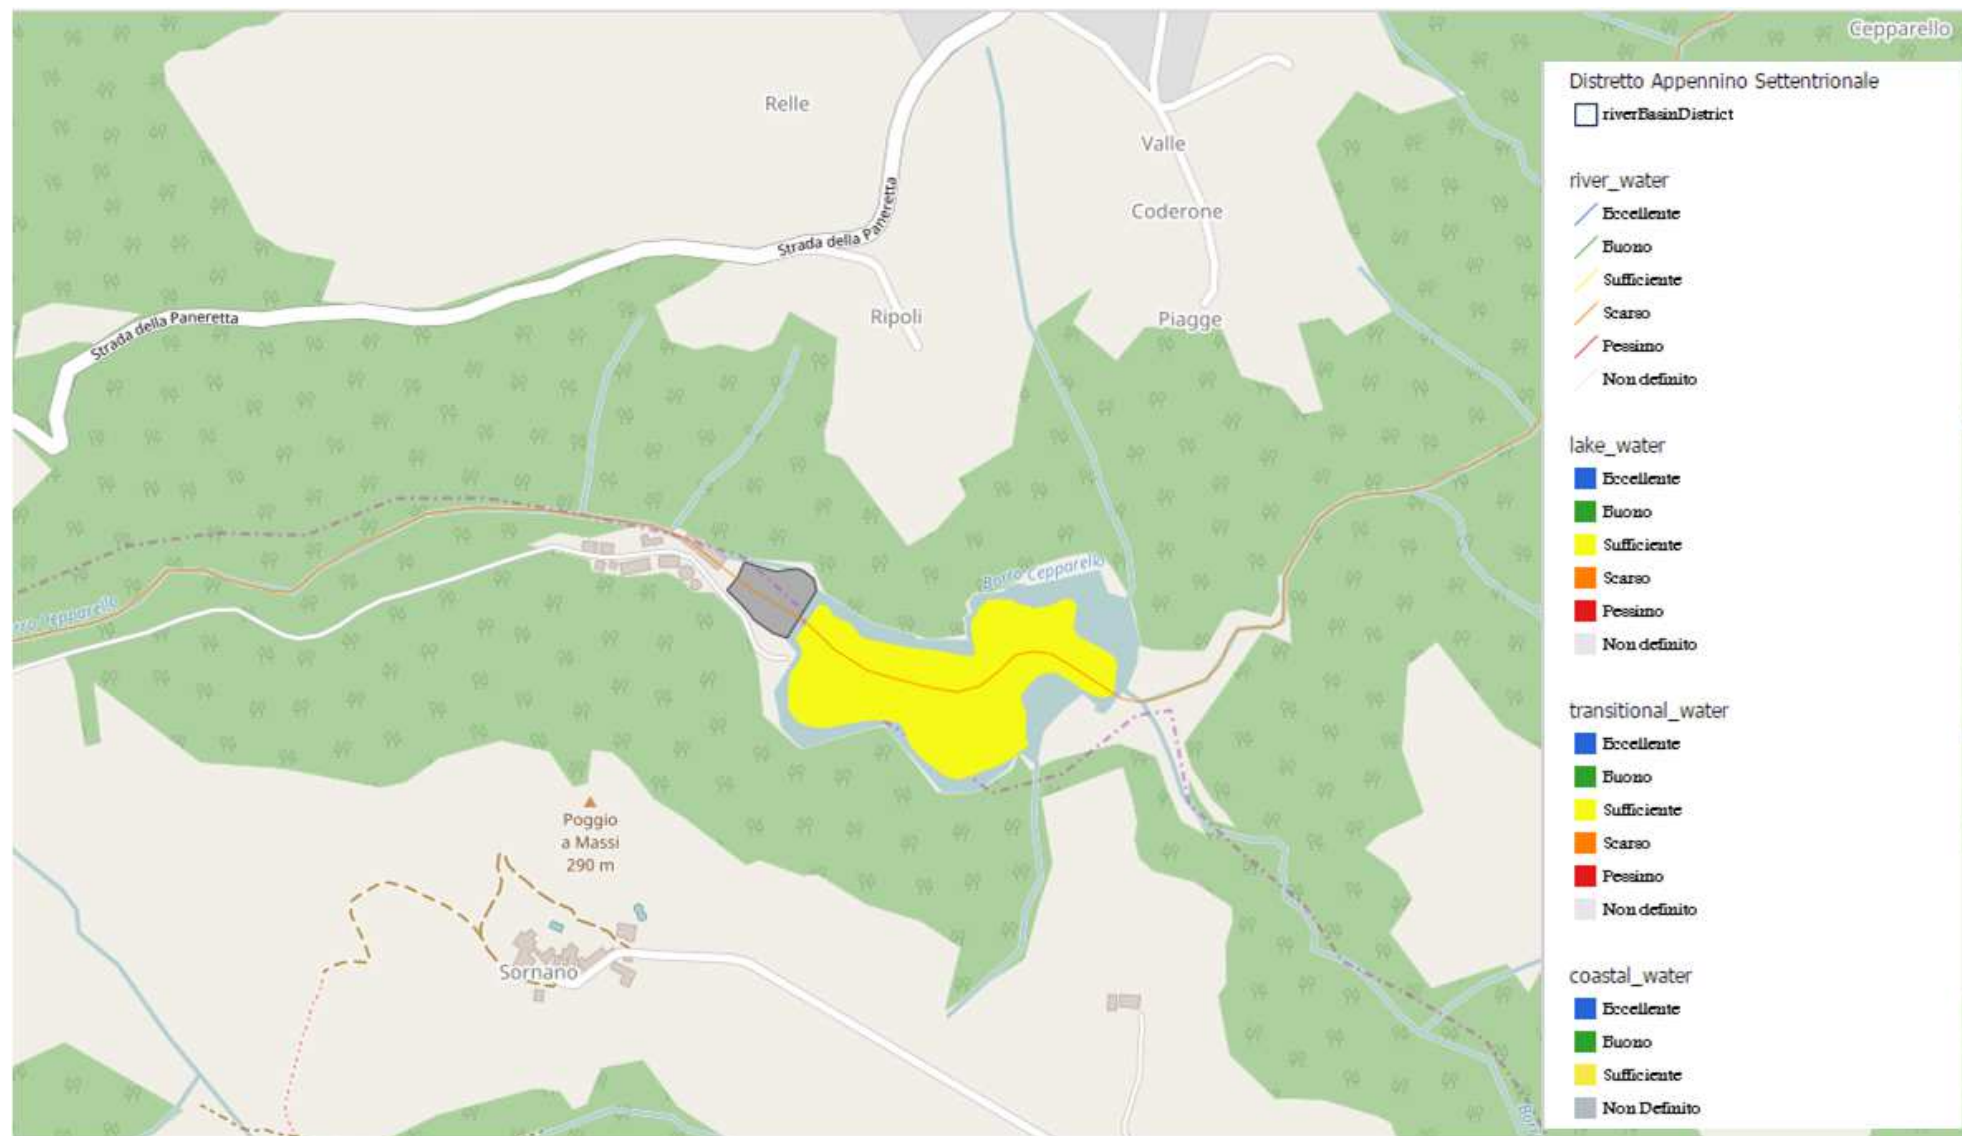 Cepparello
Relle
Valle
Coderone
Strada della Paneretta
Ripoli
Piagge
Strada della Paneretta
Borro Cepparello
Cepparello
Poggio
a Massi
290 m
Sornano
Distretto Appennino Settentrionale
riverBasinDistrict
river_water
Eccellente
Buono
Sufficiente
Scarso
Pessimo
Non definito
lake_water
Eccellente
Buono
Sufficiente
Scarso
Pessimo
Non definito
transitional_water
Eccellente
Buono
Sufficiente
Scarso
Pessimo
Non definito
coastal_water
Eccellente
Buono
Sufficiente
Non Definito